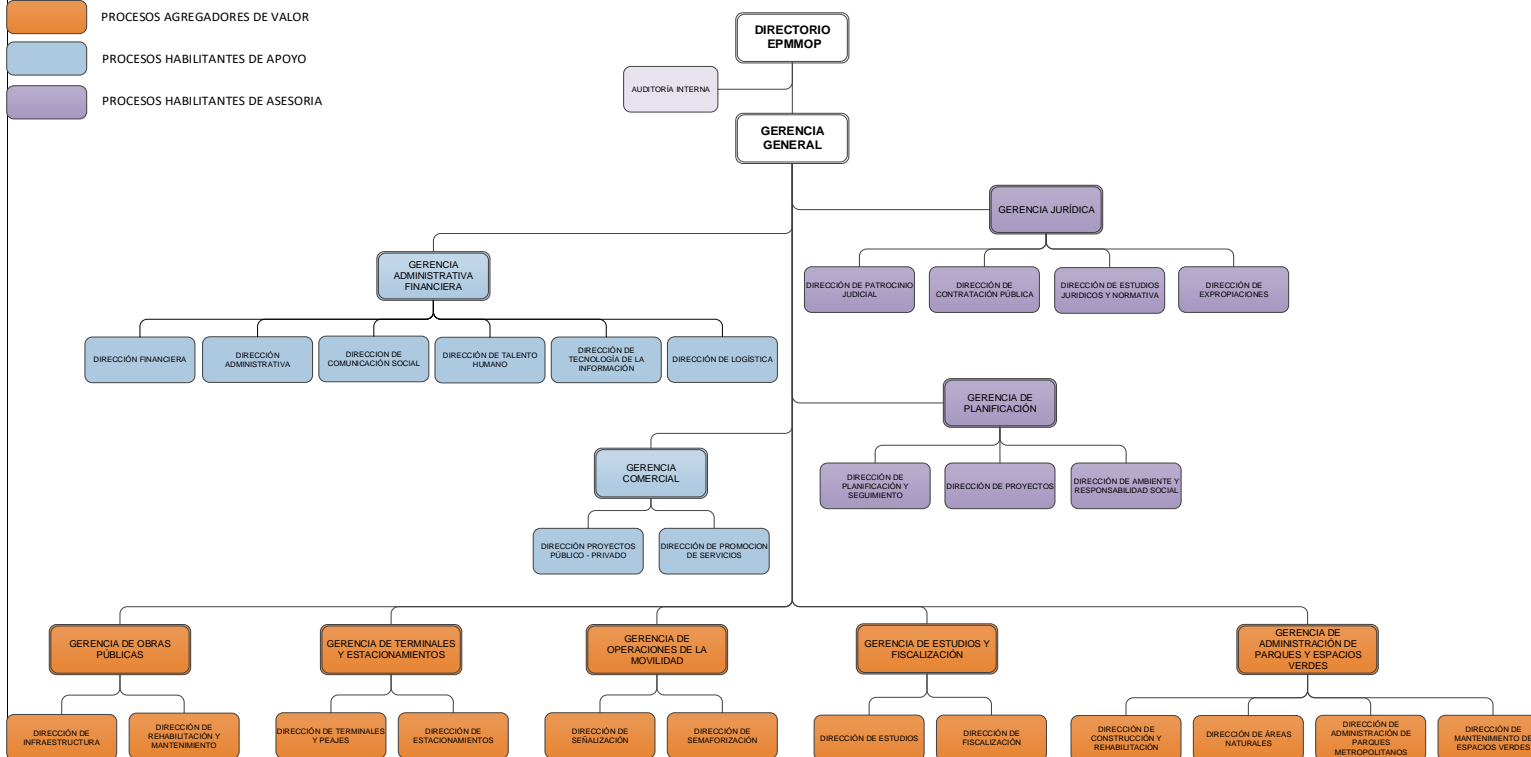 PROCESOS AGREGADORES DE VALOR
PROCESOS HABILITANTES DE APOYO
PROCESOS HABILITANTES DE ASESORIA
DIRECTORIO
EPMMOP
AUDITORÍA INTERNA
GERENCIA
GENERAL
GERENCIA JURÍDICA
DIRECCIÓN DE PATROCINIO
JUDICIAL
DIRECCIÓN DE
CONTRATACIÓN PÚBLICA
DIRECCIÓN DE ESTUDIOS
JURIDICOS Y NORMATIVA
DIRECCIÓN DE
EXPROPIACIONES
GERENCIA
ADMINISTRATIVA
FINANCIERA
DIRECCIÓN FINANCIERA
DIRECCIÓN
ADMINISTRATIVA
DIRECCION DE
COMUNICACIÓN SOCIAL
DIRECCIÓN DE TALENTO
HUMANO
DIRECCIÓN DE
TECNOLOGÍA DE LA
INFORMACIÓN
DIRECCIÓN DE LOGÍSTICA
GERENCIA DE
PLANIFICACIÓN
DIRECCIÓN DE
PLANIFICACIÓN Y
SEGUIMIENTO
DIRECCIÓN DE PROYECTOS
DIRECCIÓN DE AMBIENTE Y
RESPONSABILIDAD SOCIAL
GERENCIA
COMERCIAL
DIRECCIÓN PROYECTOS
PÚBLICO - PRIVADO
DIRECCIÓN DE PROMOCION
DE SERVICIOS
GERENCIA DE OBRAS
PÚBLICAS
GERENCIA DE TERMINALES
Y ESTACIONAMIENTOS
GERENCIA DE
OPERACIONES DE LA
MOVILIDAD
GERENCIA DE ESTUDIOS Y
FISCALIZACIÓN
GERENCIA DE
ADMINISTRACIÓN DE
PARQUES Y ESPACIOS
VERDES
DIRECCIÓN DE
INFRAESTRUCTURA
DIRECCIÓN DE
REHABILITACIÓN Y
MANTENIMIENTO
DIRECCIÓN DE TERMINALES
Y PEAJES
DIRECCIÓN DE
ESTACIONAMIENTOS
DIRECCIÓN DE
SEÑALIZACIÓN
DIRECCIÓN DE
SEMAFORIZACIÓN
DIRECCIÓN DE ESTUDIOS
DIRECCIÓN DE
FISCALIZACIÓN
DIRECCIÓN DE
CONSTRUCCIÓN Y
REHABILITACIÓN
DIRECCIÓN DE ÁREAS
NATURALES
DIRECCIÓN DE
ADMINISTRACIÓN DE
PARQUES
METROPOLITANOS
DIRECCIÓN DE
MANTENIMIENTO DE
ESPACIOS VERDES